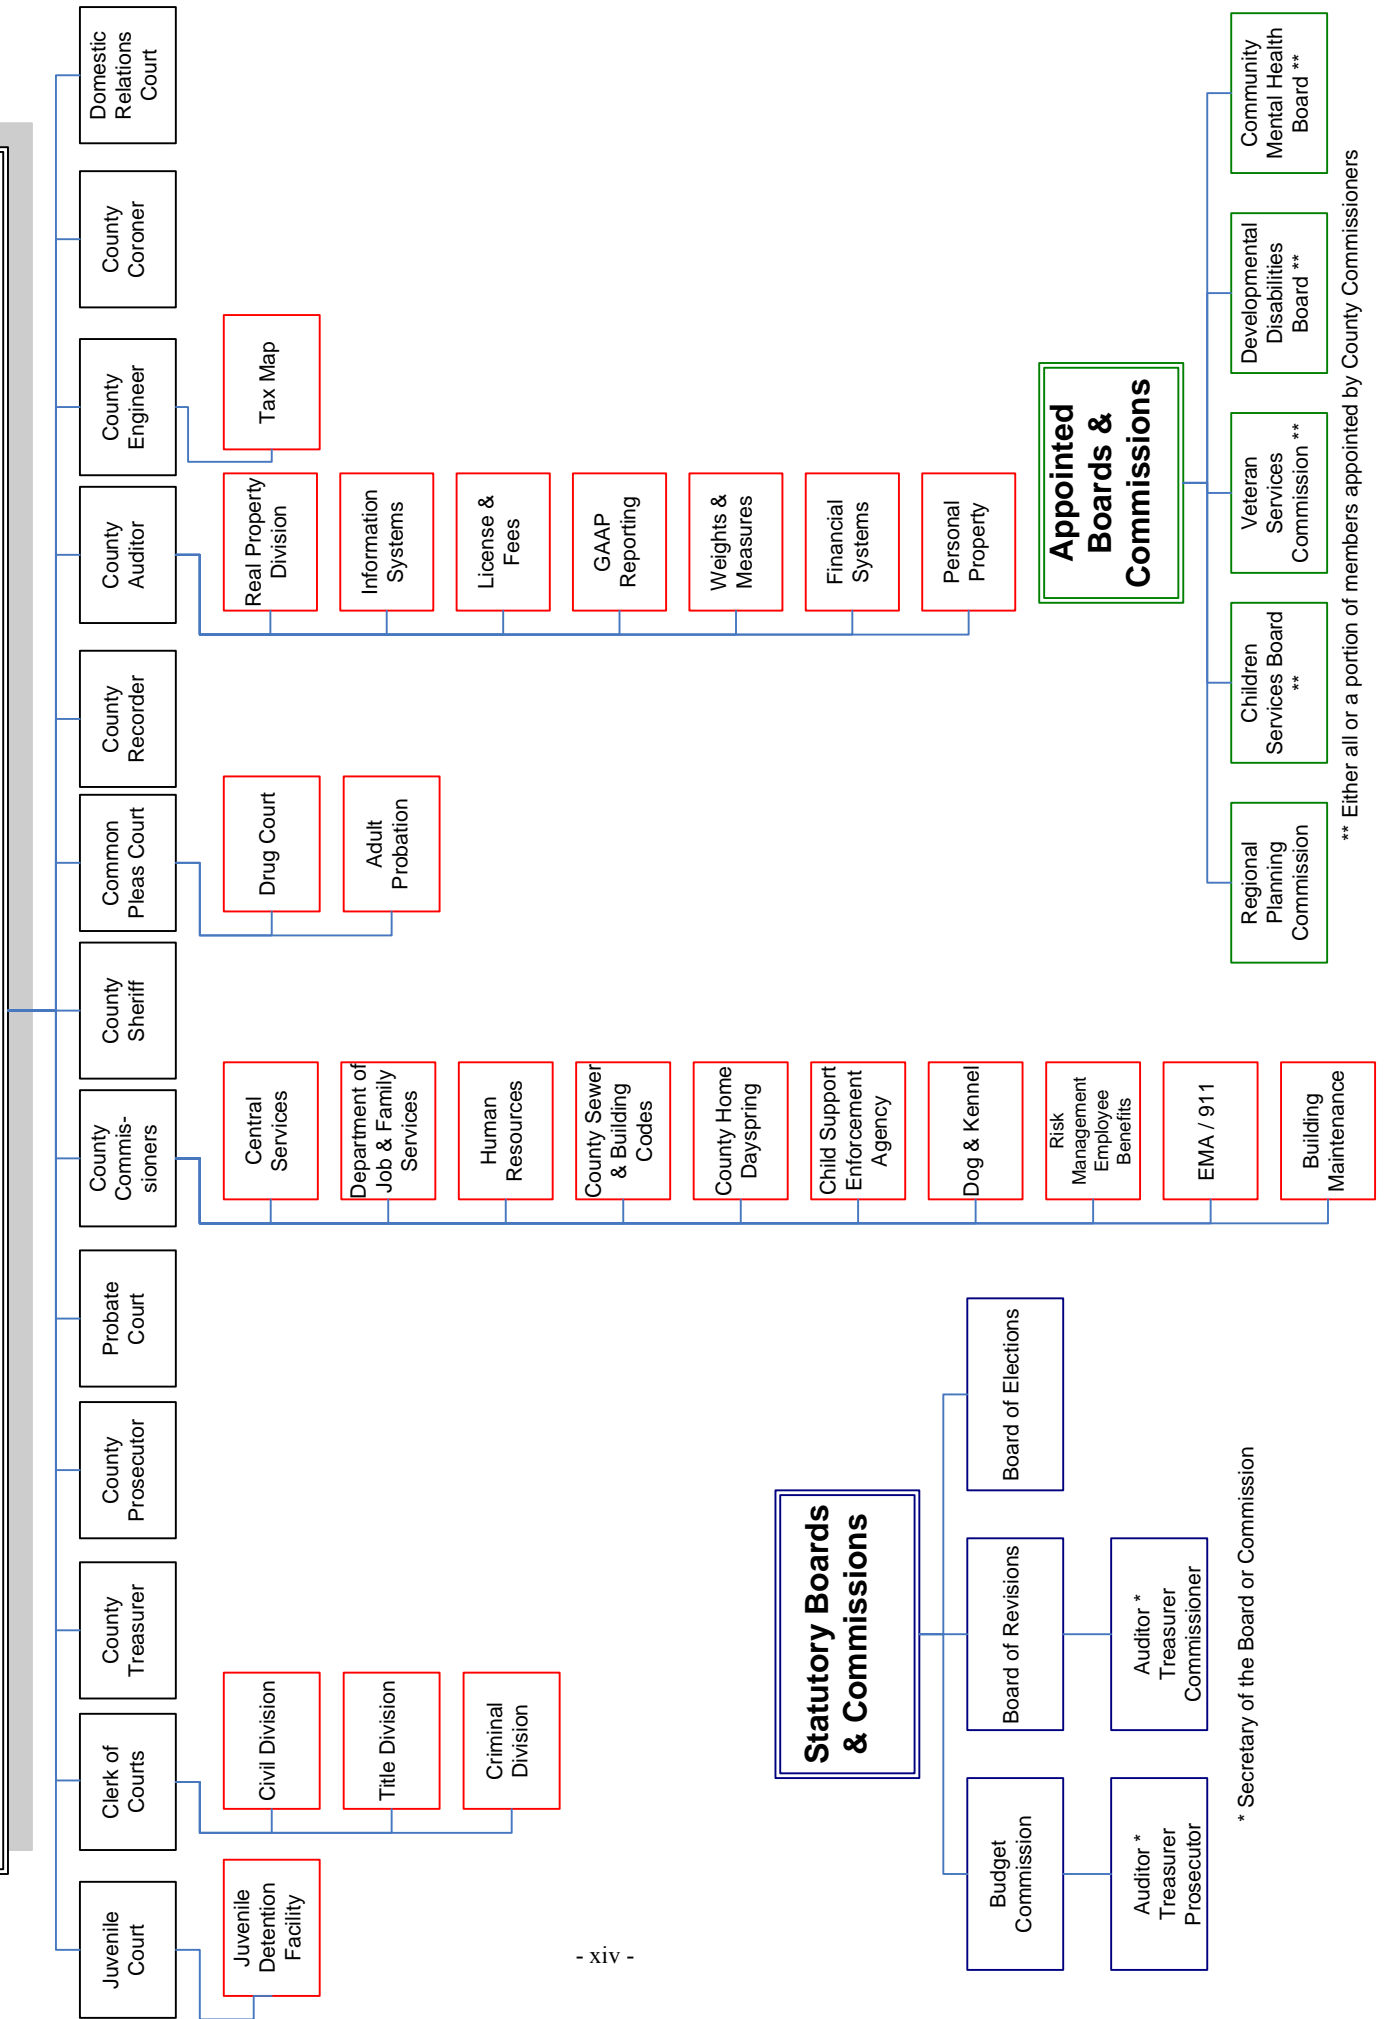 Juvenile
Court
Clerk of
Courts
County
Treasurer
County
Prosecutor
Probate
Court
County
Commis-
sioners
County
Sheriff
Common
Pleas Court
County
Recorder
County
Auditor
County
Engineer
County
Coroner
Domestic
Relations
Court
Juvenile
Detention
Facility
Civil Division
Title Division
Criminal
Division
Central
Services
Department of
Job & Family
Services
Human
Resources
County Sewer
& Building
Codes
County Home
Dayspring
Child Support
Enforcement
Agency
Dog & Kennel
Risk
Management
Employee
Benefits
EMA / 911
Building
Maintenance
Drug Court
Adult
Probation
Real Property
Division
Information
Systems
License &
Fees
GAAP
Reporting
Weights &
Measures
Financial
Systems
Personal
Property
Tax Map
Statutory Boards
& Commissions
Budget
Commission
Board of Revisions
Board of Elections
Auditor *
Treasurer
Prosecutor
Auditor *
Treasurer
Commissioner
* Secretary of the Board or Commission
Appointed
Boards &
Commissions
Regional
Planning
Commission
Children
Services Board
**
Veteran
Services
Commission **
Developmental
Disabilities
Board **
Community
Mental Health
Board **
** Either all or a portion of members appointed by County Commissioners
- xiv -